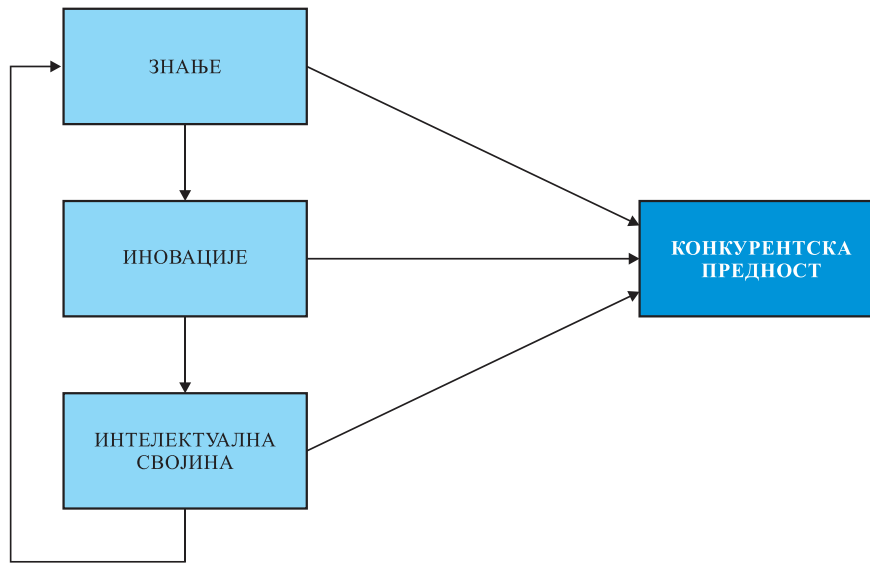 ЗНАЊЕ
ИНОВАЦИЈЕ
ИНТЕЛЕКТУАЛНА
СВОЈИНА
КОНКУРЕНТСКА
ПРЕДНОСТ